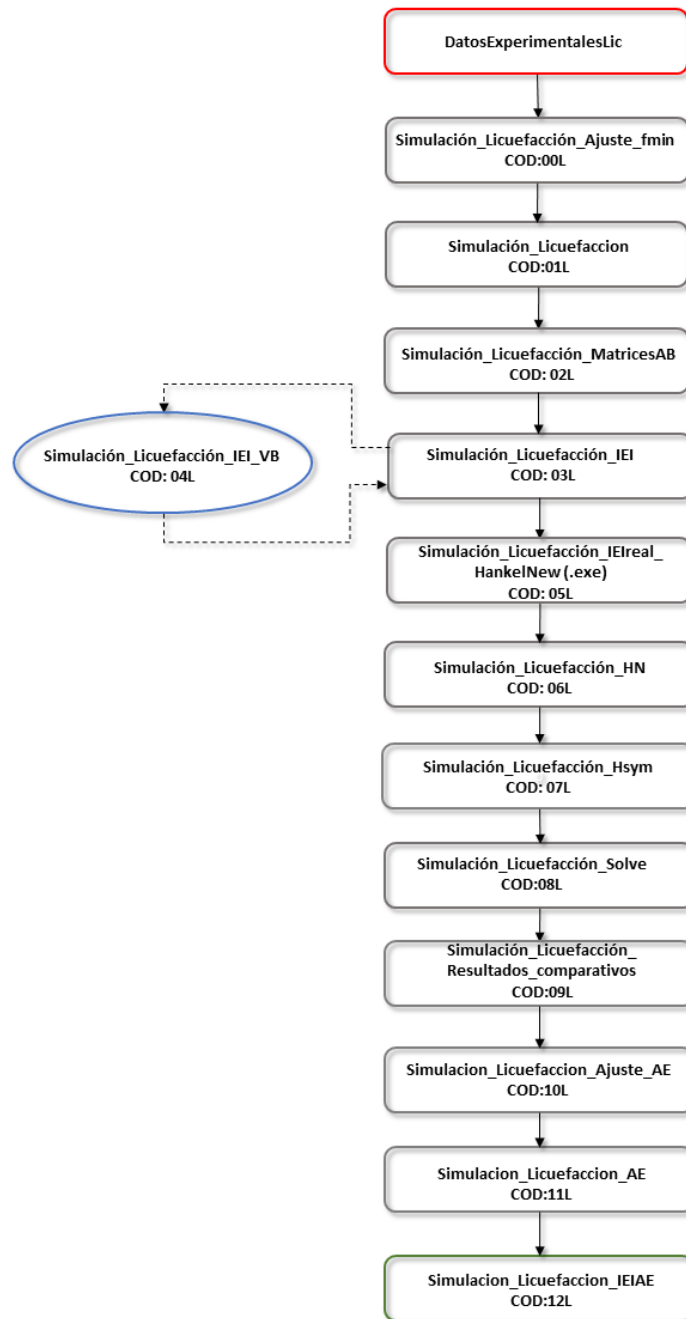 DatosExperimentalesLic
Simulación_Licuefacción_Ajuste_fmin
COD:00L
Simulación_Licuefaccion
COD:01L
Simulación_Licuefacción_MatricesAB
COD: 02L
Simulación_Licuefacción_IEI_VB
COD: 04L
Simulación_Licuefacción_IEI
COD: 03L
Simulación_Licuefacción_IEIreal_
HankelNew (.exe)
COD: 05L
Simulación_Licuefacción_HN
COD: 06L
Simulación_Licuefacción_Hsym
COD: 07L
Simulación_Licuefacción_Solve
COD:08L
Simulación_Licuefacción_
Resultados_comparativos
COD:09L
Simulacion_Licuefaccion_Ajuste_AE
COD:10L
Simulacion_Licuefaccion_AE
COD:11L
Simulacion_Licuefaccion_IEIAE
COD:12L